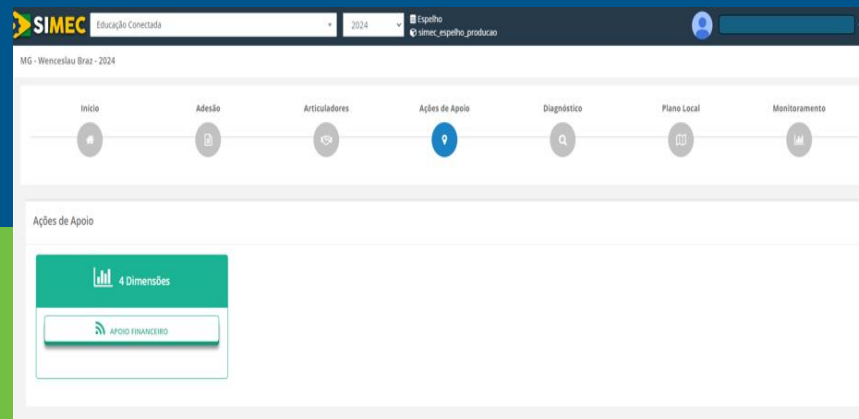 SIMEC Educação Conectada 2024 Espelho
simec_espelho_producao
MG - Wenceslau Braz - 2024
Início Adesão Articuladores Ações de Apoio Diagnóstico Plano Local Monitoramento
Ações de Apoio
4 Dimensões
APOIO FINANCEIRO